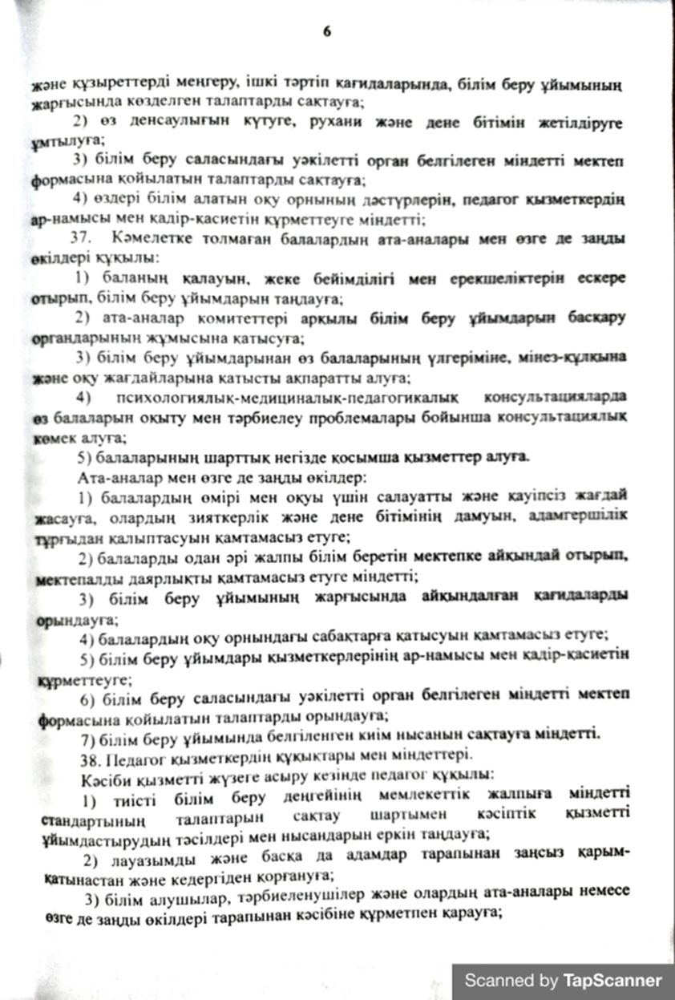 6
және құзыреттерді меңгеру, ішкі тәртіп қағидаларында, білім беру ұйымының
жарғысында көзделген талаптарды сақтауға;
2) өз денсаулығын күтуге, рухани және дене бітімін жетілдіруге
ұмтылуға;
3) білім беру саласындағы уәкілетті орган белгілеген міндетті мектеп
формасына қойылатын талаптарды сақтауға;
4) өздері білім алатын оқу орнының дәстүрлерін, педагог қызметкердің
ар-намысы мен қадір-қасиетін құрметтеуге міндетті;
37. Кәмелетке толмаған балалардың ата-аналары мен өзге де заңды
өкілдері құқылы:
1) баланың қалауын, жеке бейімділігі мен ерекшеліктерін ескере
отырып, білім беру ұйымдарын таңдауға;
2) ата-аналар комитеттері арқылы білім беру ұйымдарын басқару
органдарының жұмысына қатысуға;
3) білім беру ұйымдарынан өз балаларының үлгеріміне, мінез-құлқына
және оқу жағдайларына қатысты ақпаратты алуға;
4) психологиялық-медициналық-педагогикалық консультацияларда
өз балаларын оқыту мен тәрбиелеу проблемалары бойынша консультациялық
көмек алуға;
5) балаларының шарттық негізде қосымша қызметтер алуға.
Ата-аналар мен өзге де заңды өкілдер:
1) балалардың өмірі мен оқуы үшін салауатты және қауіпсіз жағдай
жасауға, олардың зияткерлік және дене бітімінің дамуын, адамгершілік
тұрғыдан қалыптасуын қамтамасыз етуге;
2) балаларды одан әрі жалпы білім беретін мектепке айқындай отырып,
мектепалды даярлықты қамтамасыз етуге міндетті;
3) білім беру ұйымының жарғысында айқындалған қағидаларды
орындауға;
4) балалардың оқу орнындағы сабақтарға қатысуын қамтамасыз етуге;
5) білім беру ұйымдары қызметкерлерінің ар-намысы мен қадір-қасиетін
құрметтеуге;
6) білім беру саласындағы уәкілетті орган белгілеген міндетті мектеп
формасына қойылатын талаптарды орындауға;
7) білім беру ұйымында белгіленген киім нысанын сақтауға міндетті.
38. Педагог қызметкердің құқықтары мен міндеттері.
Кәсіби қызметті жүзеге асыру кезінде педагог құқылы:
1) тиісті білім беру деңгейінің мемлекеттік жалпыға міндетті
стандартының талаптарын сақтау шартымен кәсіптік қызметті
ұйымдастырудың тәсілдері мен нысандарын еркін таңдауға;
2) лауазымды және басқа да адамдар тарапынан заңсыз қарым-
қатынастан және кедергіден қорғануға;
3) білім алушылар, тәрбиеленушілер және олардың ата-аналары немесе
өзге де заңды өкілдері тарапынан кәсібіне құрметпен қарауға;
Scanned by TapScanner